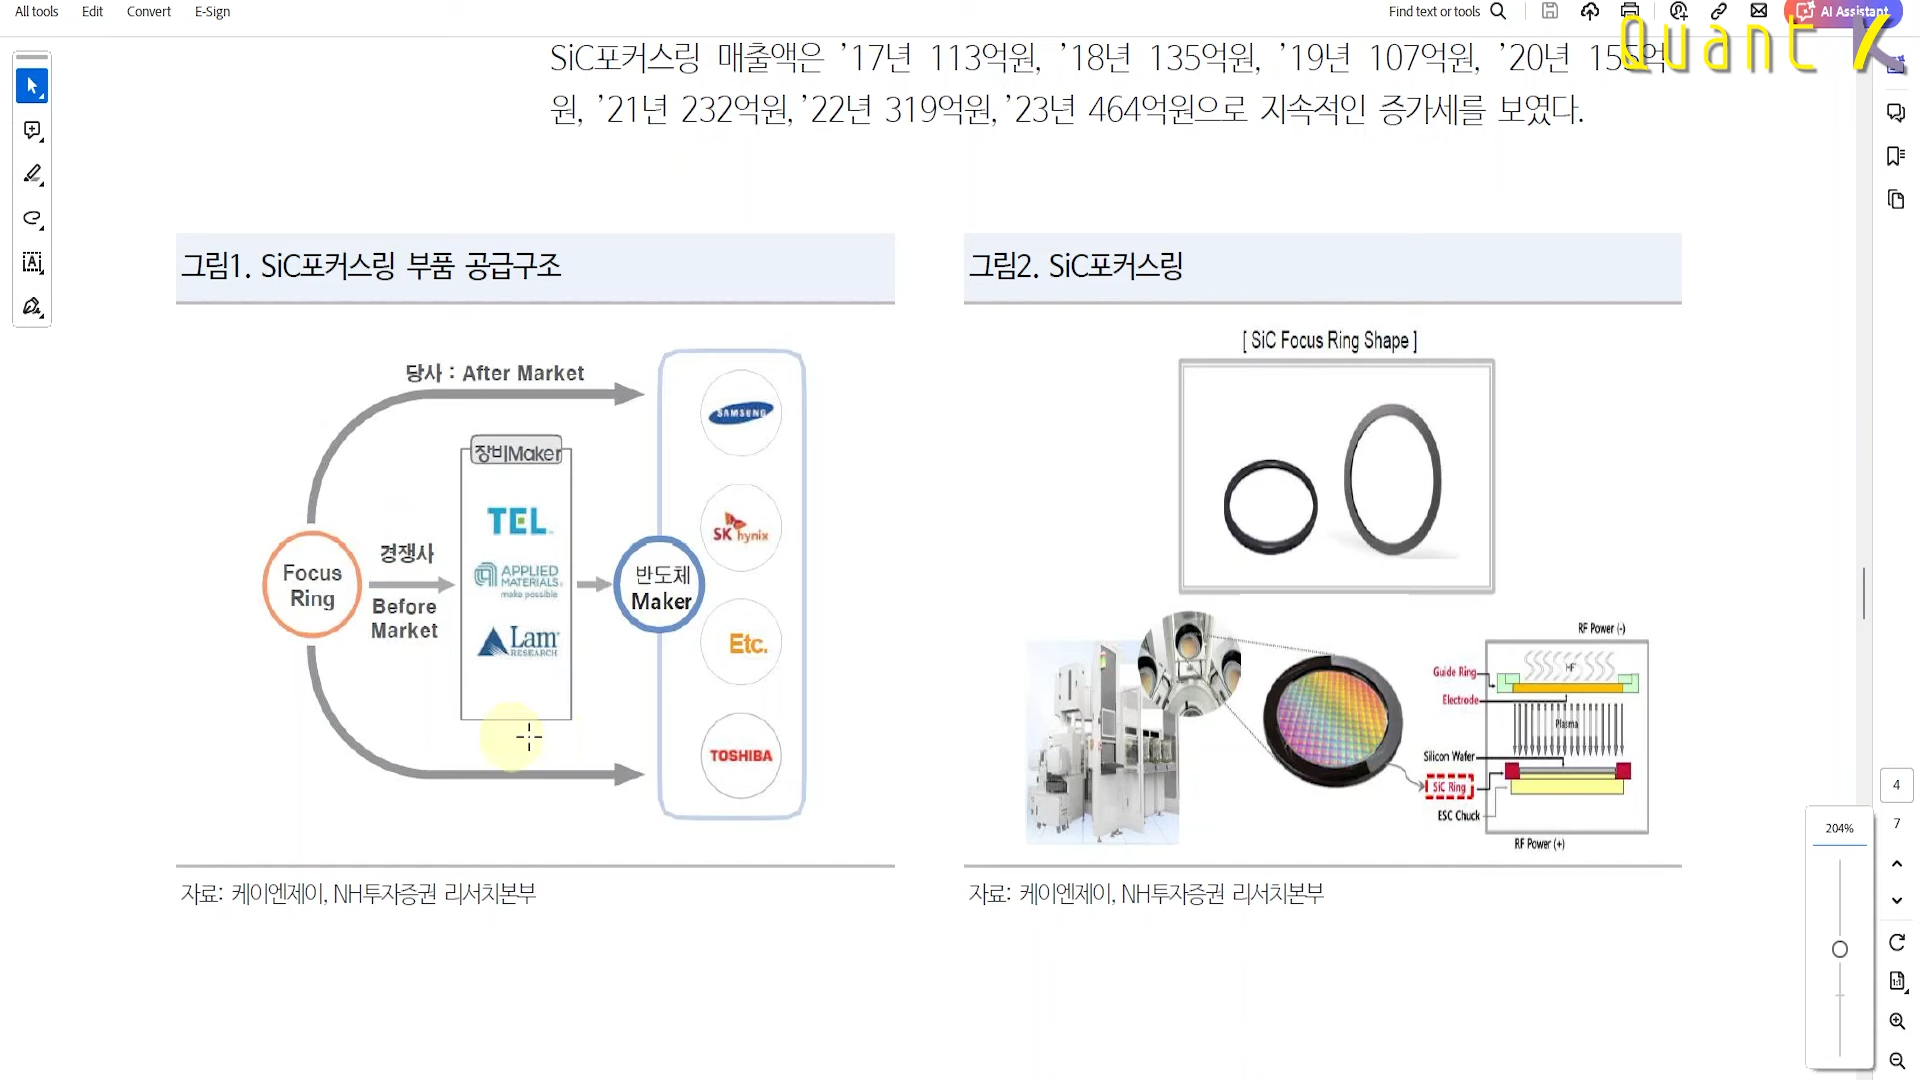 All tools Edit Convert E-Sign Find text or tools AI Assistant
Quant K
SiC포커스링 매출액은 ’17년 113억원, ’18년 135억원, ’19년 107억원, ’20년
원, ’21년 232억원, ’22년 319억원, ’23년 464억원으로 지속적인 증가세를 보였다.
그림1. SiC포커스링 부품 공급구조
당사 : After Market
장비Maker
TEL
APPLIED MATERIALS
make possible
Lam RESEARCH
Focus Ring
경쟁사
Before Market
반도체 Maker
SAMSUNG
SK hynix
Etc.
TOSHIBA
자료: 케이엔제이, NH투자증권 리서치본부
그림2. SiC포커스링
[ SiC Focus Ring Shape ]
RF Power (-)
Guide Ring
HF
Electrode
Plasma
Silicon Wafer
SiC Ring
ESC Chuck
RF Power (+)
자료: 케이엔제이, NH투자증권 리서치본부
4
7
204%